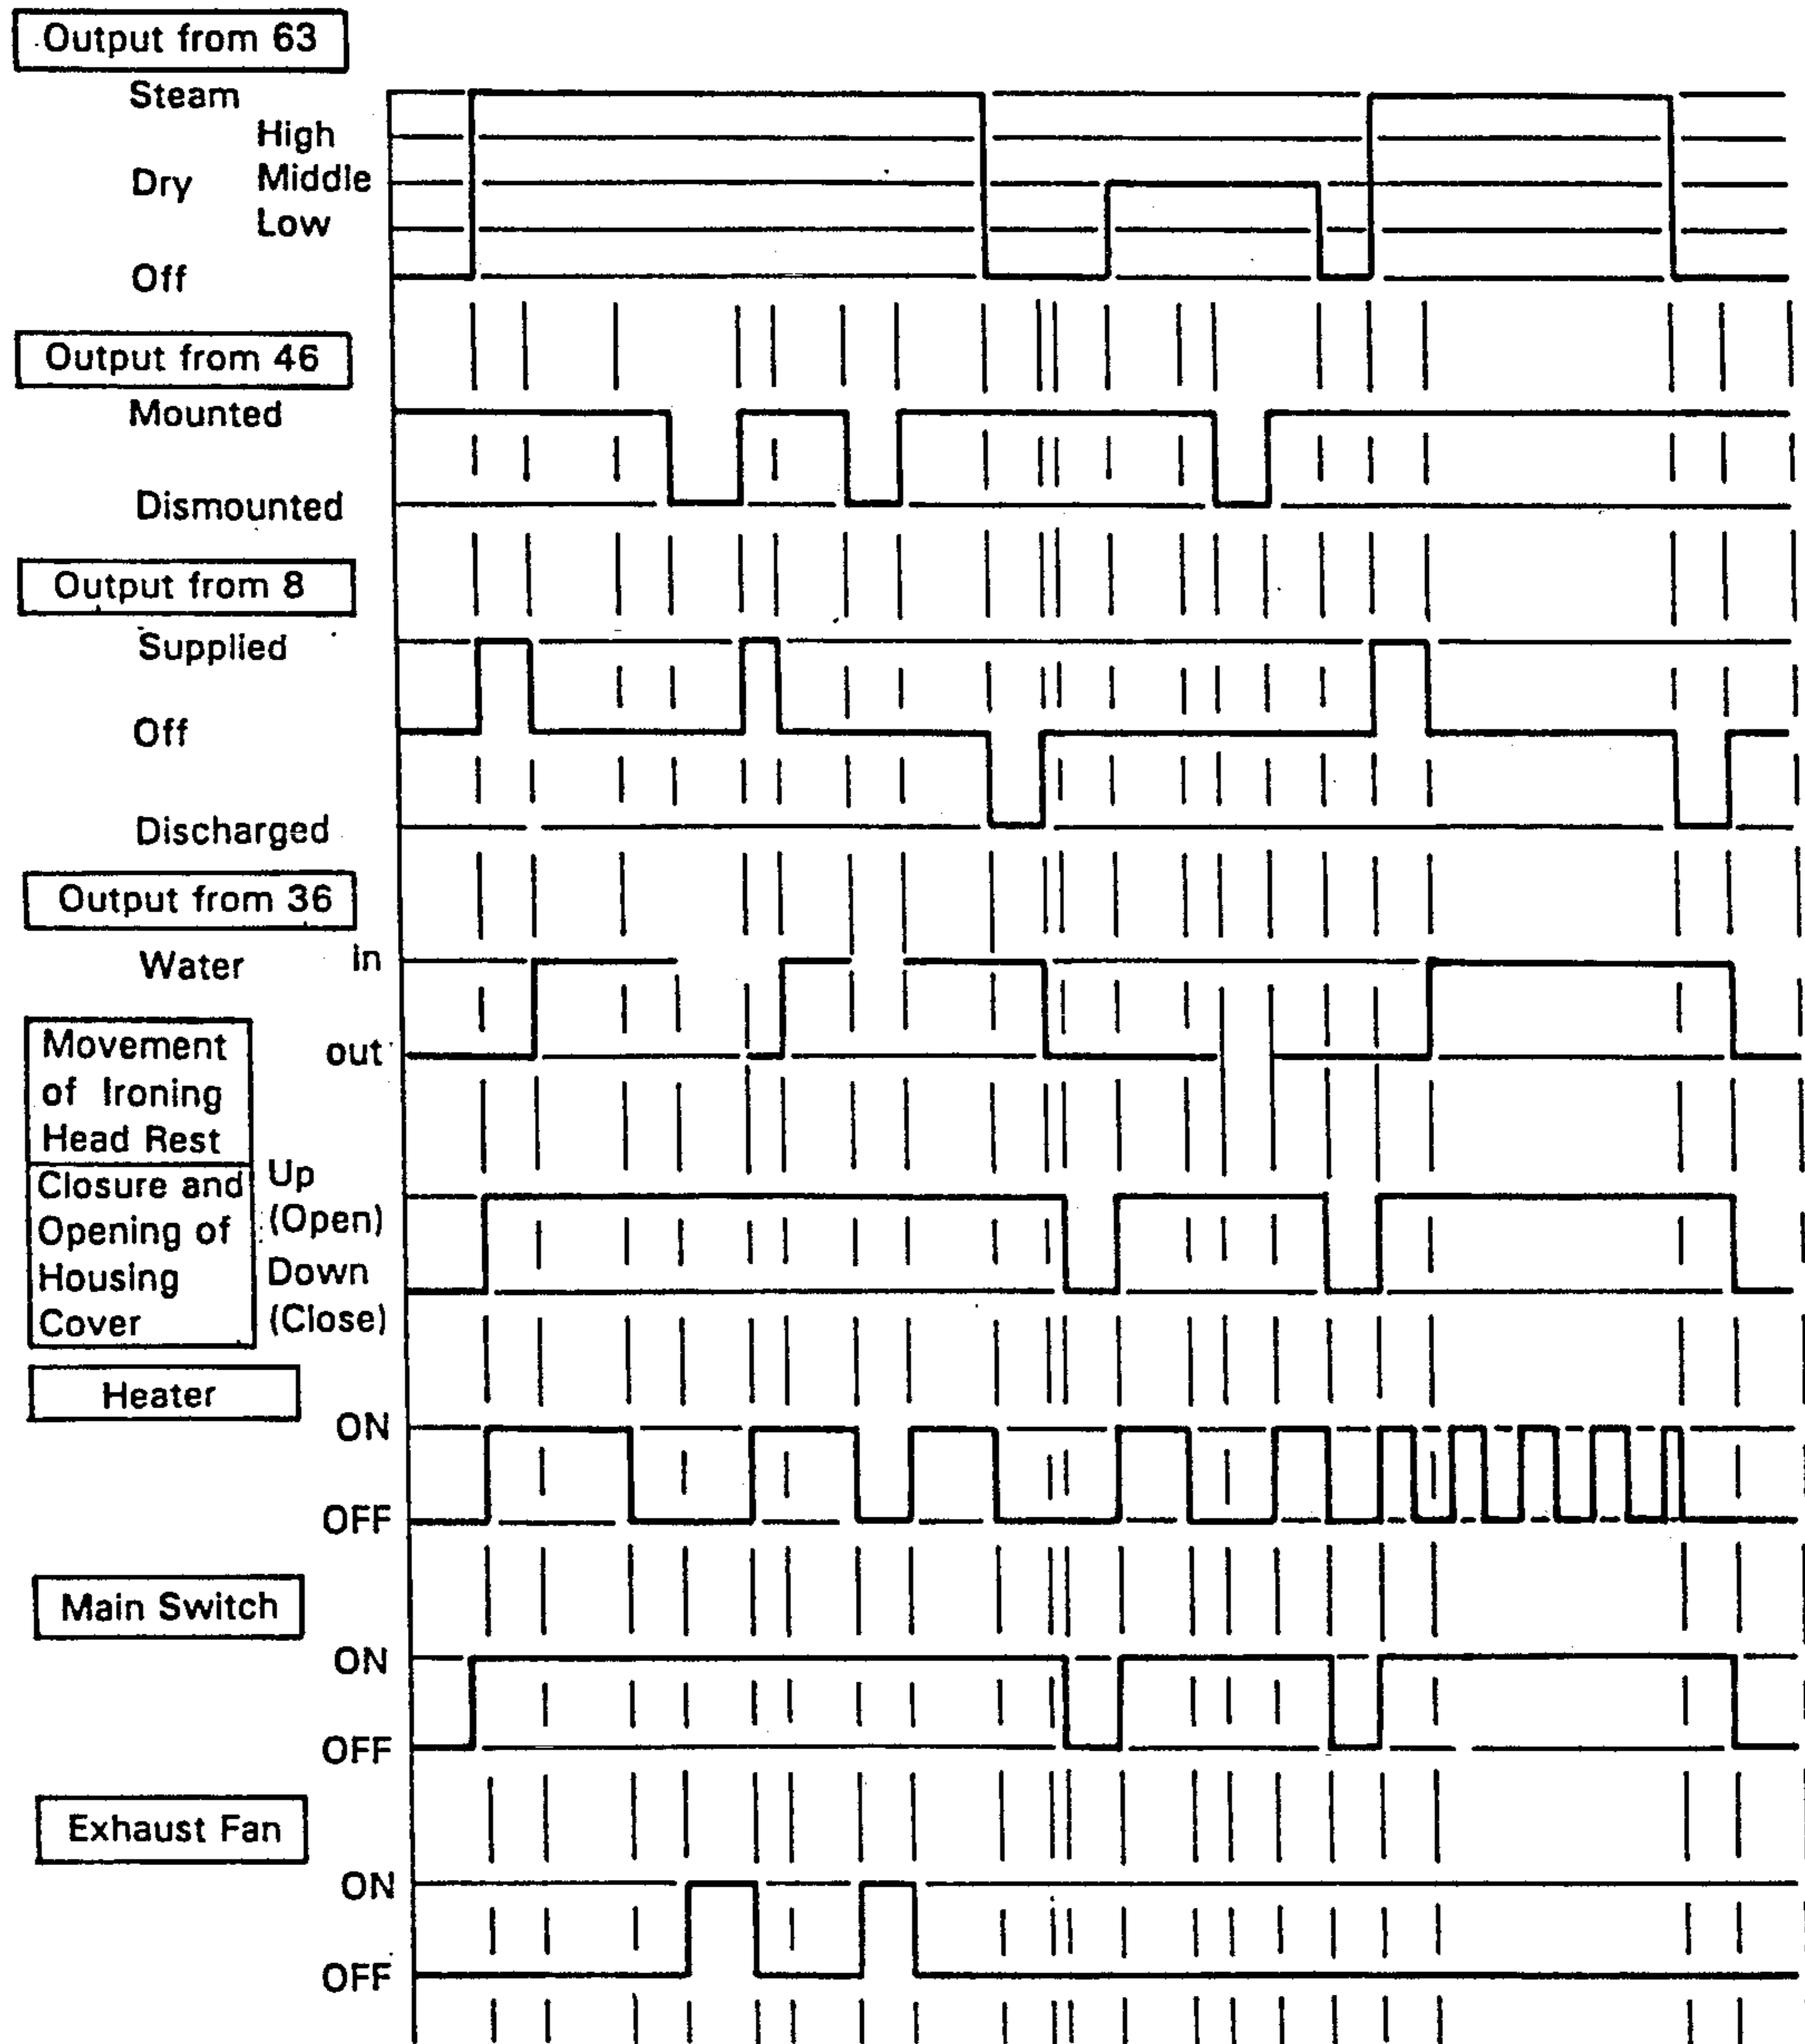 Output from 63
Steam
High
Dry Middle
Low
Off
Output from 46
Mounted
Dismounted
Output from 8
Supplied
Off
Discharged
Output from 36
Water in
out
Movement
of Ironing
Head Rest
Closure and
Opening of
Housing
Cover
Up
(Open)
Down
(Close)
Heater
ON
OFF
Main Switch
ON
OFF
Exhaust Fan
ON
OFF